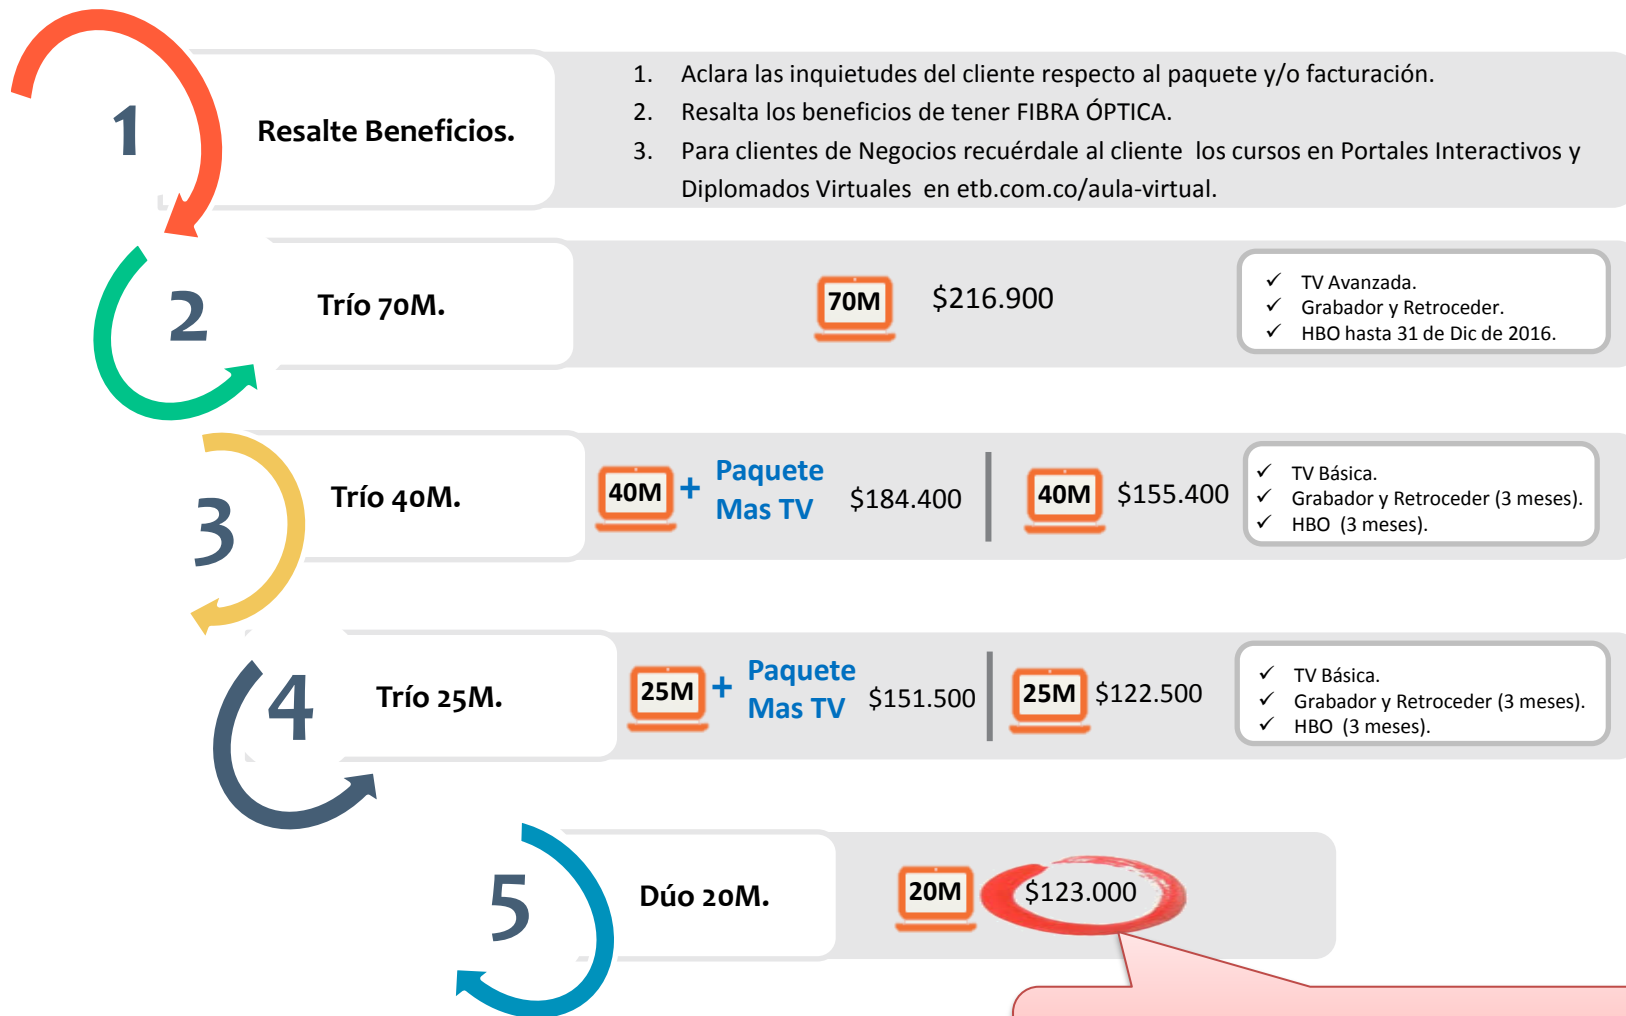 1
Resalte Beneficios.
1. Aclara las inquietudes del cliente respecto al paquete y/o facturación.
2. Resalta los beneficios de tener FIBRA ÓPTICA.
3. Para clientes de Negocios recuérdale al cliente los cursos en Portales Interactivos y
Diplomados Virtuales en etb.com.co/aula-virtual.
2
Trío 70M.
70M
$216.900
✓ TV Avanzada.
✓ Grabador y Retroceder.
✓ HBO hasta 31 de Dic de 2016.
3
Trío 40M.
40M
+
Paquete
Mas TV
$184.400
40M
$155.400
✓ TV Básica.
✓ Grabador y Retroceder (3 meses).
✓ HBO (3 meses).
4
Trío 25M.
25M
+
Paquete
Mas TV
$151.500
25M
$122.500
✓ TV Básica.
✓ Grabador y Retroceder (3 meses).
✓ HBO (3 meses).
5
Dúo 20M.
20M
$123.000